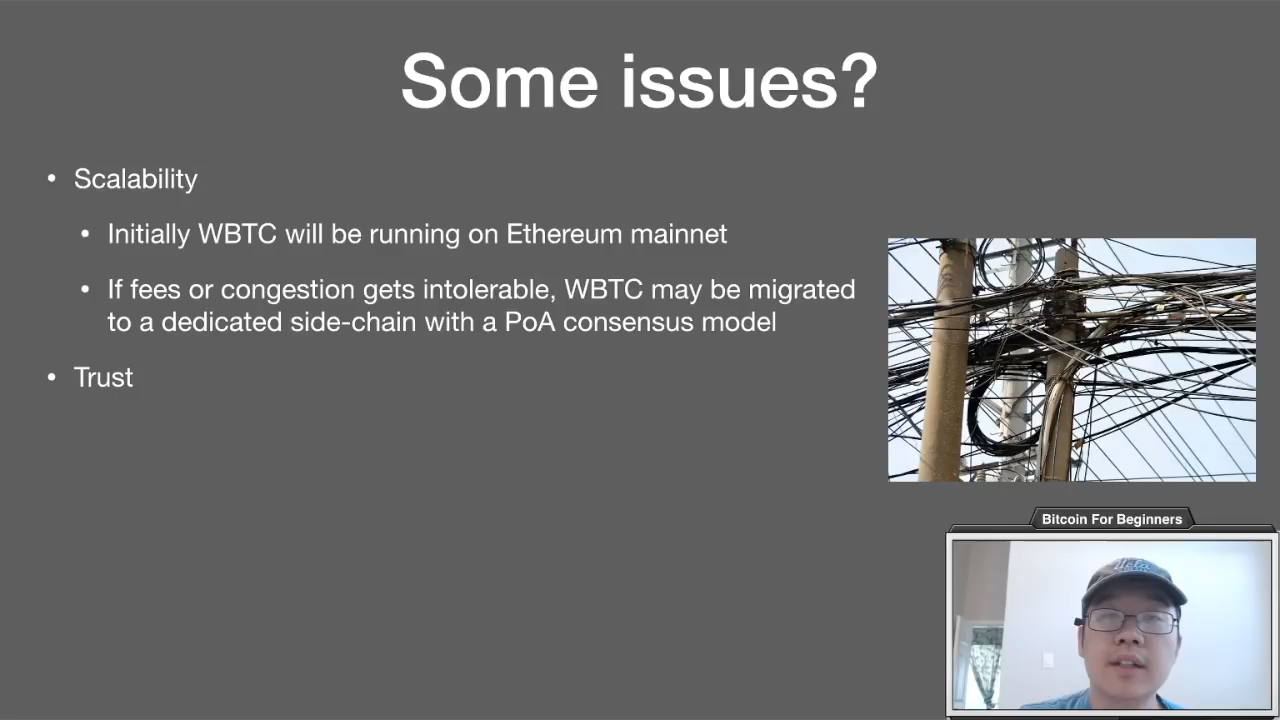 Some issues?
• Scalability
• Initially WBTC will be running on Ethereum mainnet
• If fees or congestion gets intolerable, WBTC may be migrated
to a dedicated side-chain with a PoA consensus model
• Trust
Bitcoin For Beginners